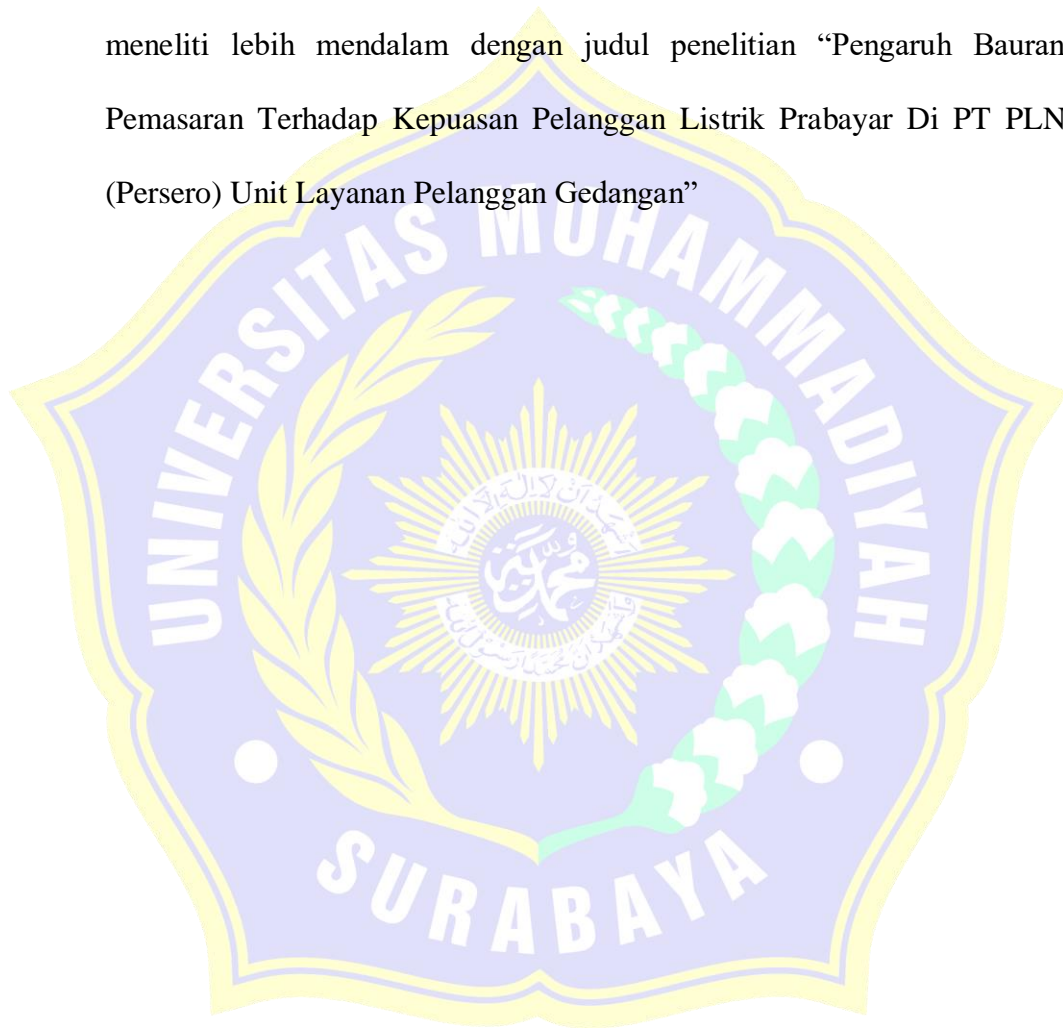 meneliti lebih mendalam dengan judul penelitian “Pengaruh Bauran
Pemasaran Terhadap Kepuasan Pelanggan Listrik Prabayar Di PT PLN
(Persero) Unit Layanan Pelanggan Gedangan”
UNIVERSITAS MUHAMMADIYAH
محمدية
SURABAYA